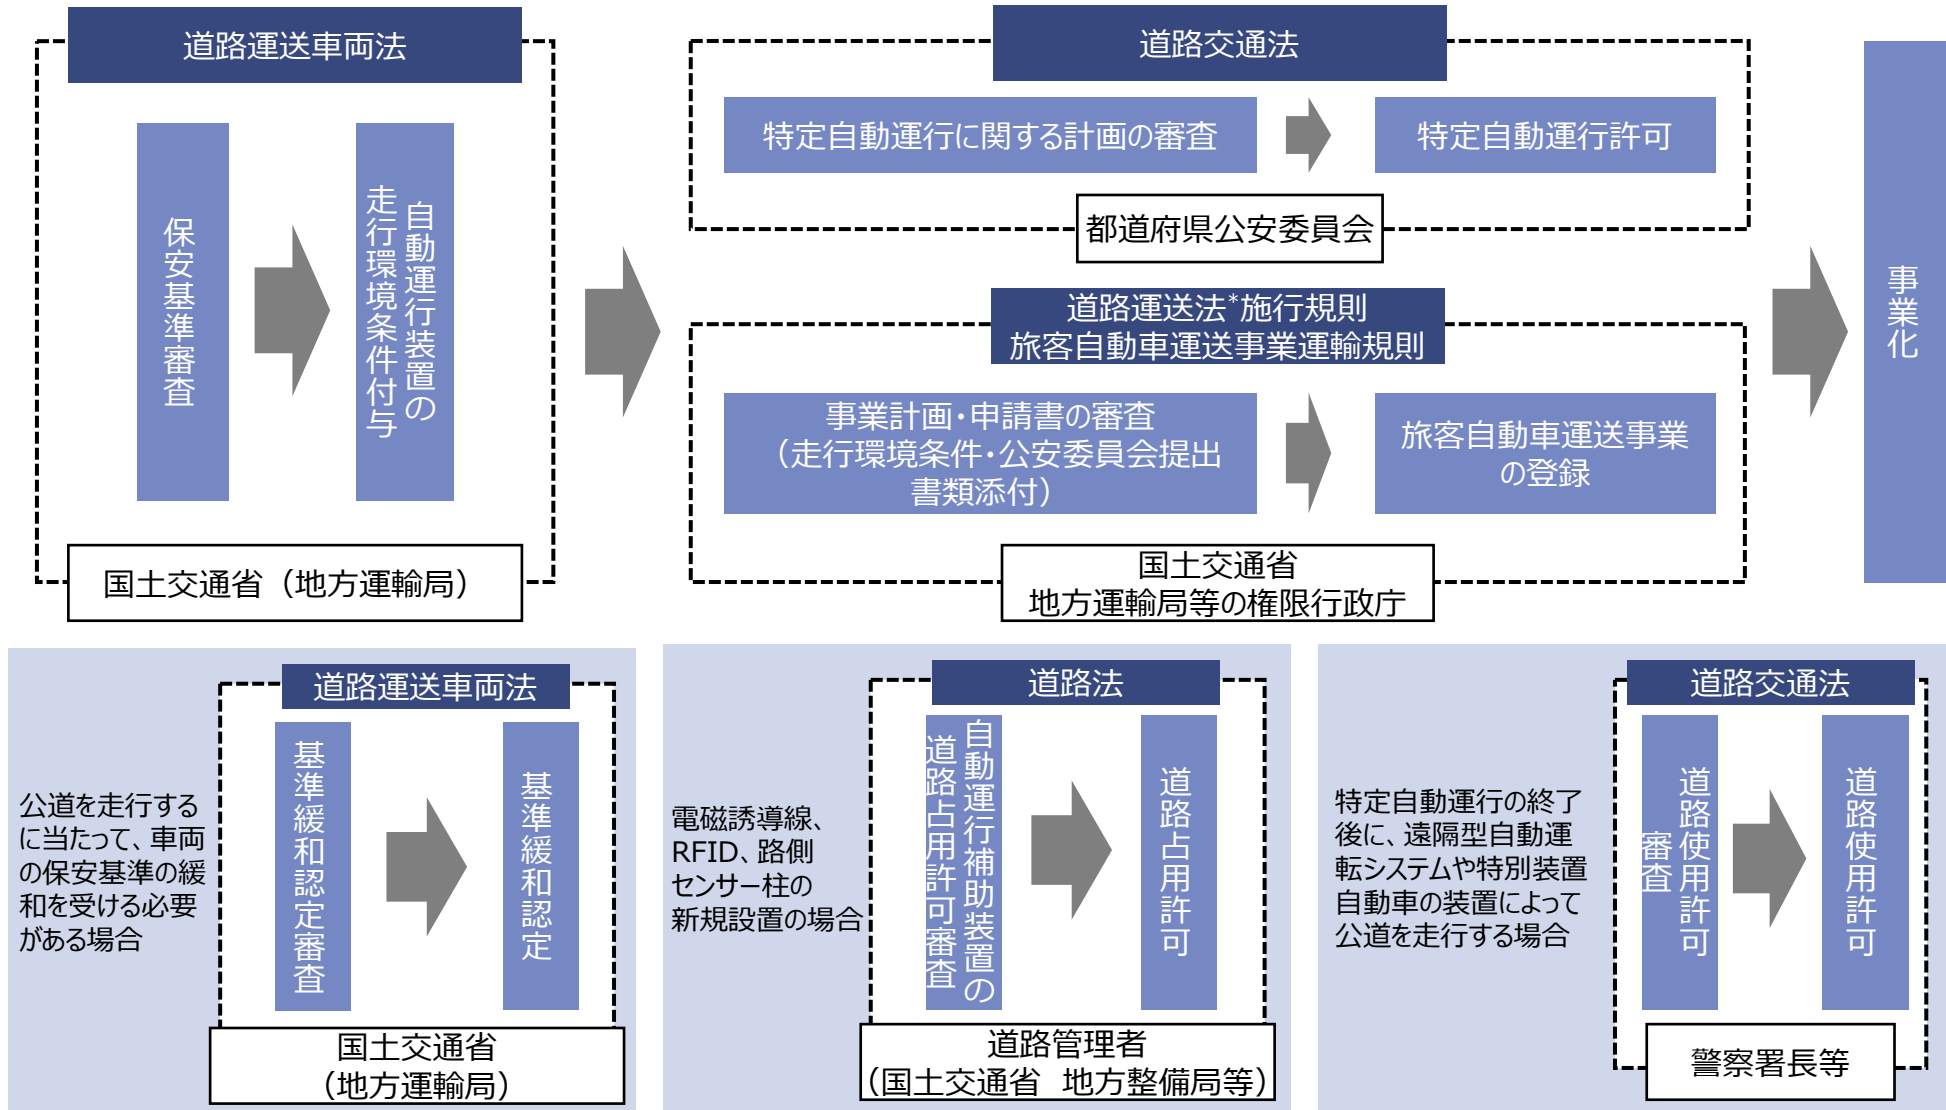 道路運送車両法
保安基準審査
自動運行装置の
走行環境条件付与
国土交通省（地方運輸局）
道路交通法
特定自動運行に関する計画の審査
特定自動運行許可
都道府県公安委員会
道路運送法*施行規則
旅客自動車運送事業運輸規則
事業計画・申請書の審査
（走行環境条件・公安委員会提出
書類添付）
旅客自動車運送事業
の登録
国土交通省
地方運輸局等の権限行政庁
事業化
公道を走行する
に当たって、車両
の保安基準の緩
和を受ける必要
がある場合
道路運送車両法
基準緩和認定審査
基準緩和認定
国土交通省
（地方運輸局）
電磁誘導線、
RFID、路側
センサー柱の
新規設置の場合
道路法
自動運行補助装置の
道路占用許可審査
道路占用許可
道路管理者
（国土交通省 地方整備局等）
特定自動運行の終了
後に、遠隔型自動運
転システムや特別装置
自動車の装置によって
公道を走行する場合
道路交通法
道路使用許可
審査
道路使用許可
警察署長等